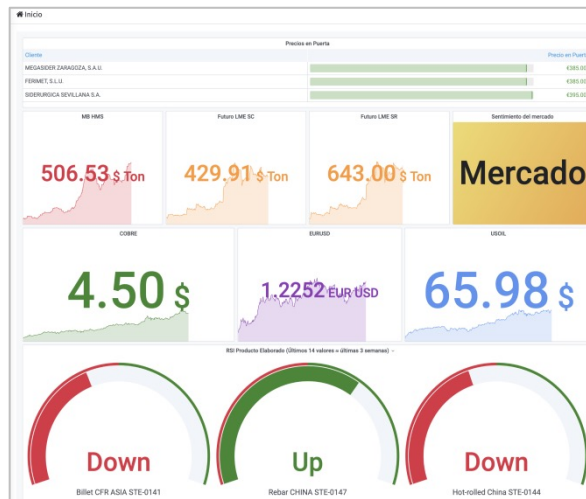 Inicio
Precios en Puerta
Cliente Precio en Puerta
MEGASIDER ZARAGOZA, S.A.U. €385.00
FERIMET, S.L.U. €385.00
SIDERURGICA SEVILLANA S.A. €395.00
MB HMS Futuro LME SC Futuro LME SR Sentimiento del mercado
506.53 $ Ton 429.91 $ Ton 643.00 $ Ton Mercado
COBRE EURUSD USOIL
4.50 $ 1.2252 EUR USD 65.98 $
RSI Producto Elaborado (Últimos 14 valores = últimas 3 semanas)
Down Up Down
Billet CFR ASIA STE-0141 Rebar CHINA STE-0147 Hot-rolled China STE-0144